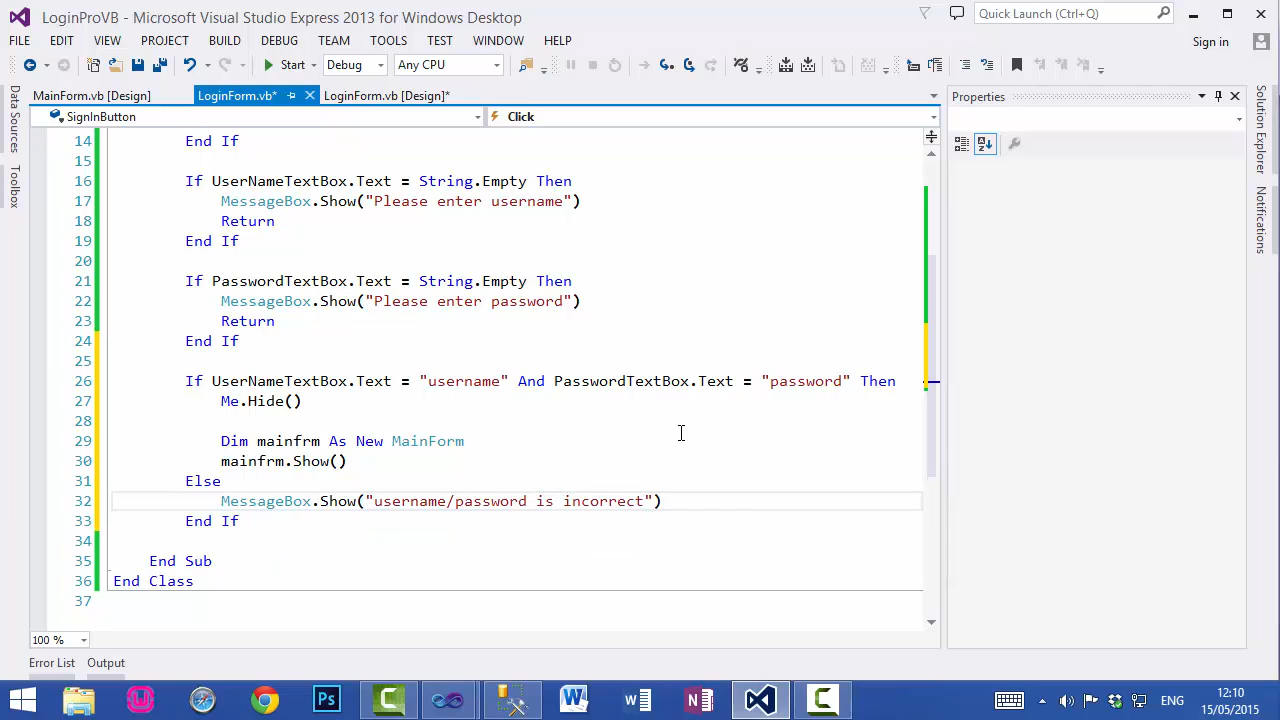 LoginProVB - Microsoft Visual Studio Express 2013 for Windows Desktop
Quick Launch (Ctrl+Q)
FILE EDIT VIEW PROJECT BUILD DEBUG TEAM TOOLS TEST WINDOW HELP
Sign in
Start Debug Any CPU
MainForm.vb [Design] LoginForm.vb* LoginForm.vb [Design]*
Properties
SignInButton Click
Data Sources
Toolbox
Solution Explorer
Notifications
14 End If
15
16 If UserNameTextBox.Text = String.Empty Then
17 MessageBox.Show("Please enter username")
18 Return
19 End If
20
21 If PasswordTextBox.Text = String.Empty Then
22 MessageBox.Show("Please enter password")
23 Return
24 End If
25
26 If UserNameTextBox.Text = "username" And PasswordTextBox.Text = "password" Then
27 Me.Hide()
28
29 Dim mainfrm As New MainForm
30 mainfrm.Show()
31 Else
32 MessageBox.Show("username/password is incorrect")
33 End If
34
35 End Sub
36 End Class
37
100 %
Error List Output
Ps
ENG
12:10
15/05/2015